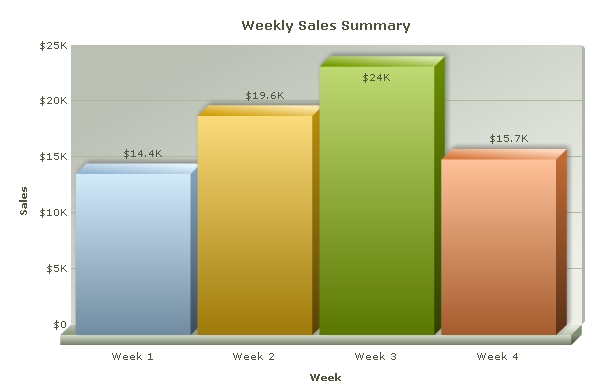 Weekly Sales Summary
$25K
$20K
$15K
$10K
$5K
$0
Sales
$14.4K
$19.6K
$24K
$15.7K
Week 1
Week 2
Week 3
Week 4
Week